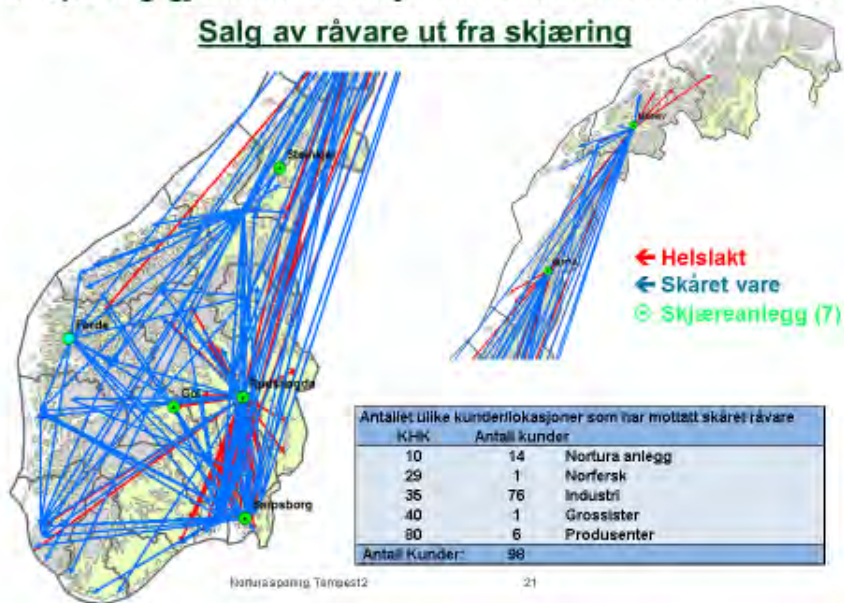 Salg av råvare ut fra skjæring
Steinkjer
Førde
Gol
Rudshøgda
Sarpsborg
← Helslakt
← Skåret vare
Skjæreanlegg (7)
Antallet ulike kunder/lokasjoner som har mottatt skåret råvare
KHK Antall kunder
10 14 Nortura anlegg
29 1 Norfersk
35 76 Industri
40 1 Grossister
80 6 Produsenter
Antall Kunder: 98
Nortura sporing, Tempest2 21